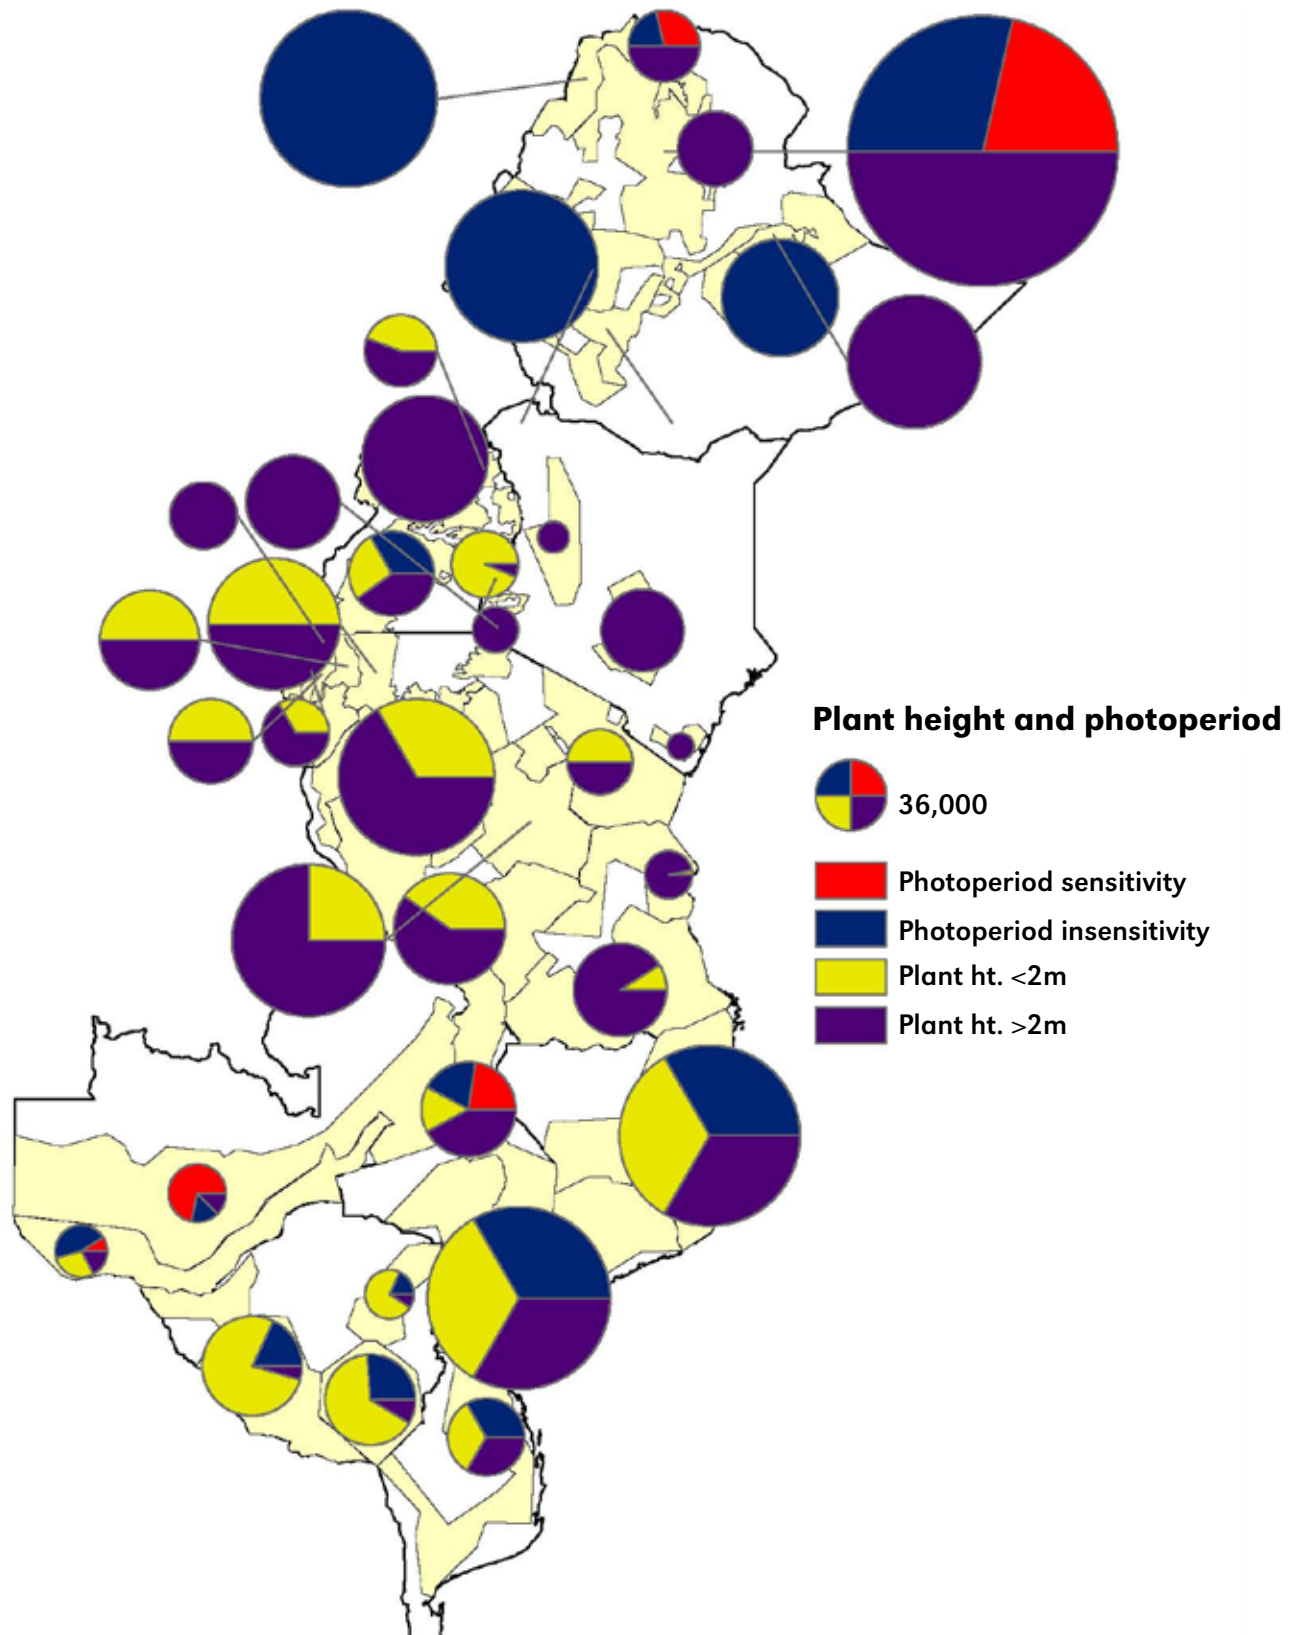 Plant height and photoperiod
36,000
Photoperiod sensitivity
Photoperiod insensitivity
Plant ht. <2m
Plant ht. >2m